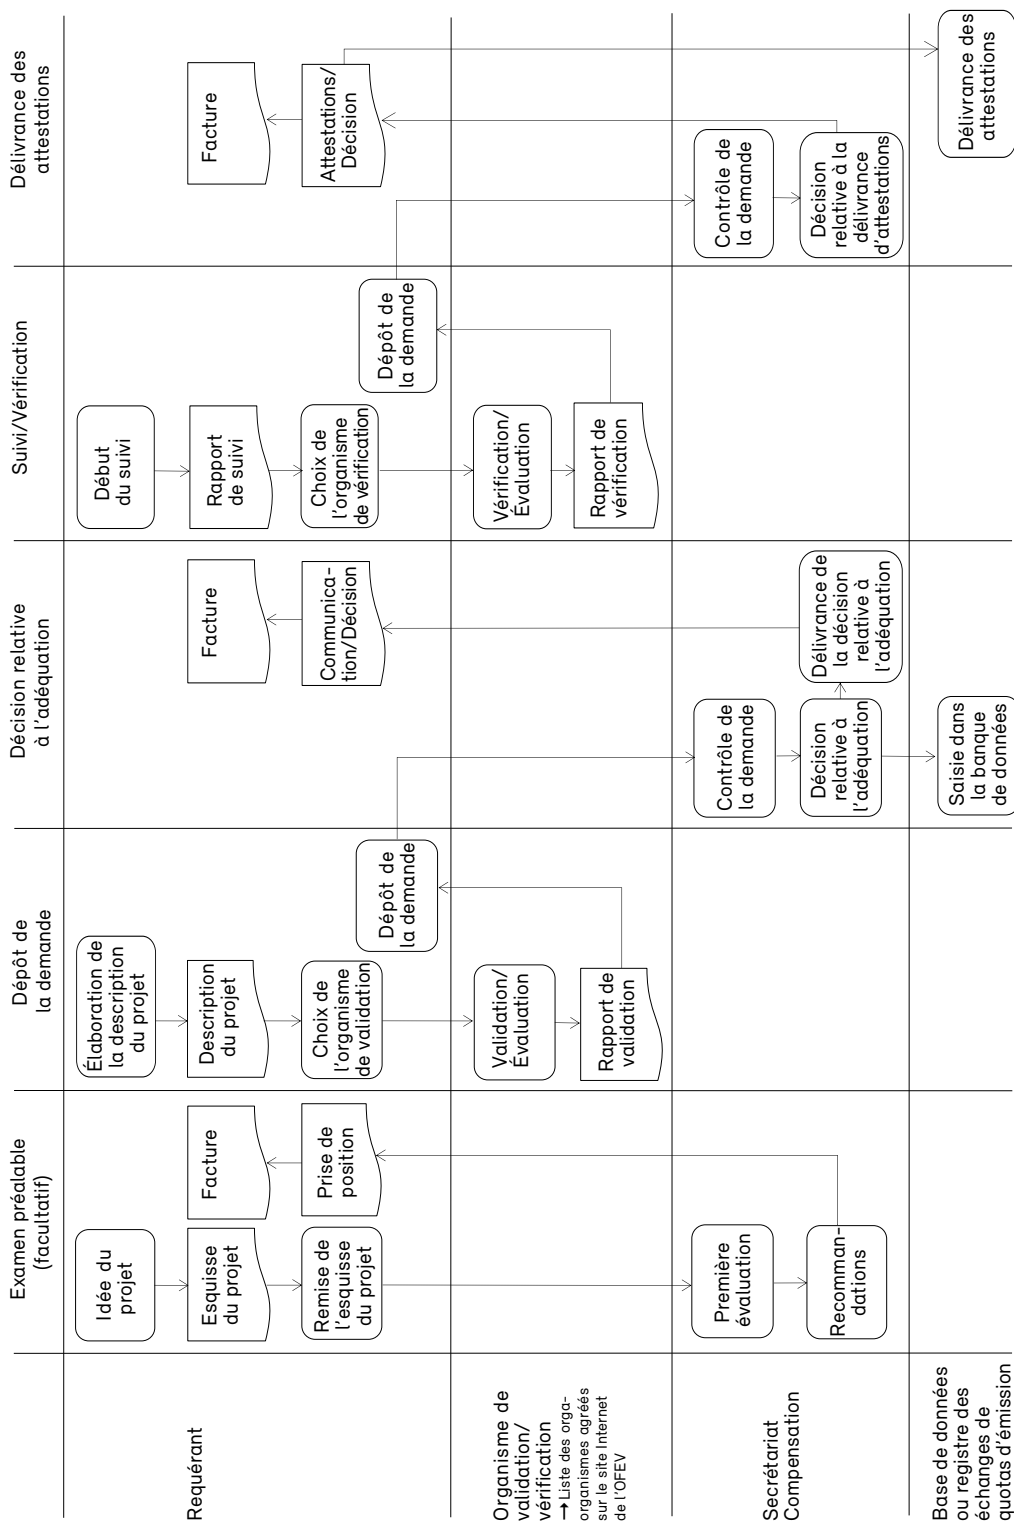 Examen préalable
(facultatif)
Dépôt de
la demande
Décision relative
à l'adéquation
Suivi/Vérification
Délivrance des
attestations
Requérant
Idée du
projet
Esquisse
du projet
Remise de
l'esquisse
du projet
Facture
Prise de
position
Élaboration de
la description
du projet
Description
du projet
Choix de
l'organisme
de validation
Dépôt de
la demande
Facture
Communica-
tion/Décision
Début
du suivi
Rapport
de suivi
Choix de
l'organisme
de vérification
Dépôt de
la demande
Facture
Attestations/
Décision
Organisme de
validation/
vérification
→ Liste des orga-
organismes agréés
sur le site Internet
de l'OFEV
Validation/
Évaluation
Rapport de
validation
Vérification/
Évaluation
Rapport de
vérification
Secrétariat
Compensation
Première
évaluation
Recomman-
dations
Contrôle de
la demande
Décision
relative à
l'adéquation
Délivrance de
la décision
relative à
l'adéquation
Contrôle de
la demande
Décision
relative à la
délivrance
d'attestations
Base de données
ou registre des
échanges de
quotas d'émission
Saisie dans
la banque
de données
Délivrance des
attestations